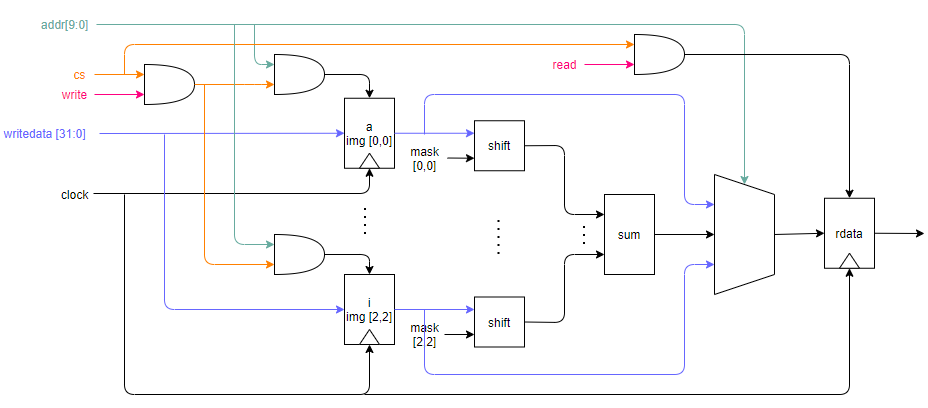 addr[9:0]
cs
read
write
a
img [0,0]
writedata [31:0]
mask
[0,0]
shift
clock
sum
rdata
i
img [2,2]
mask
[2,2]
shift